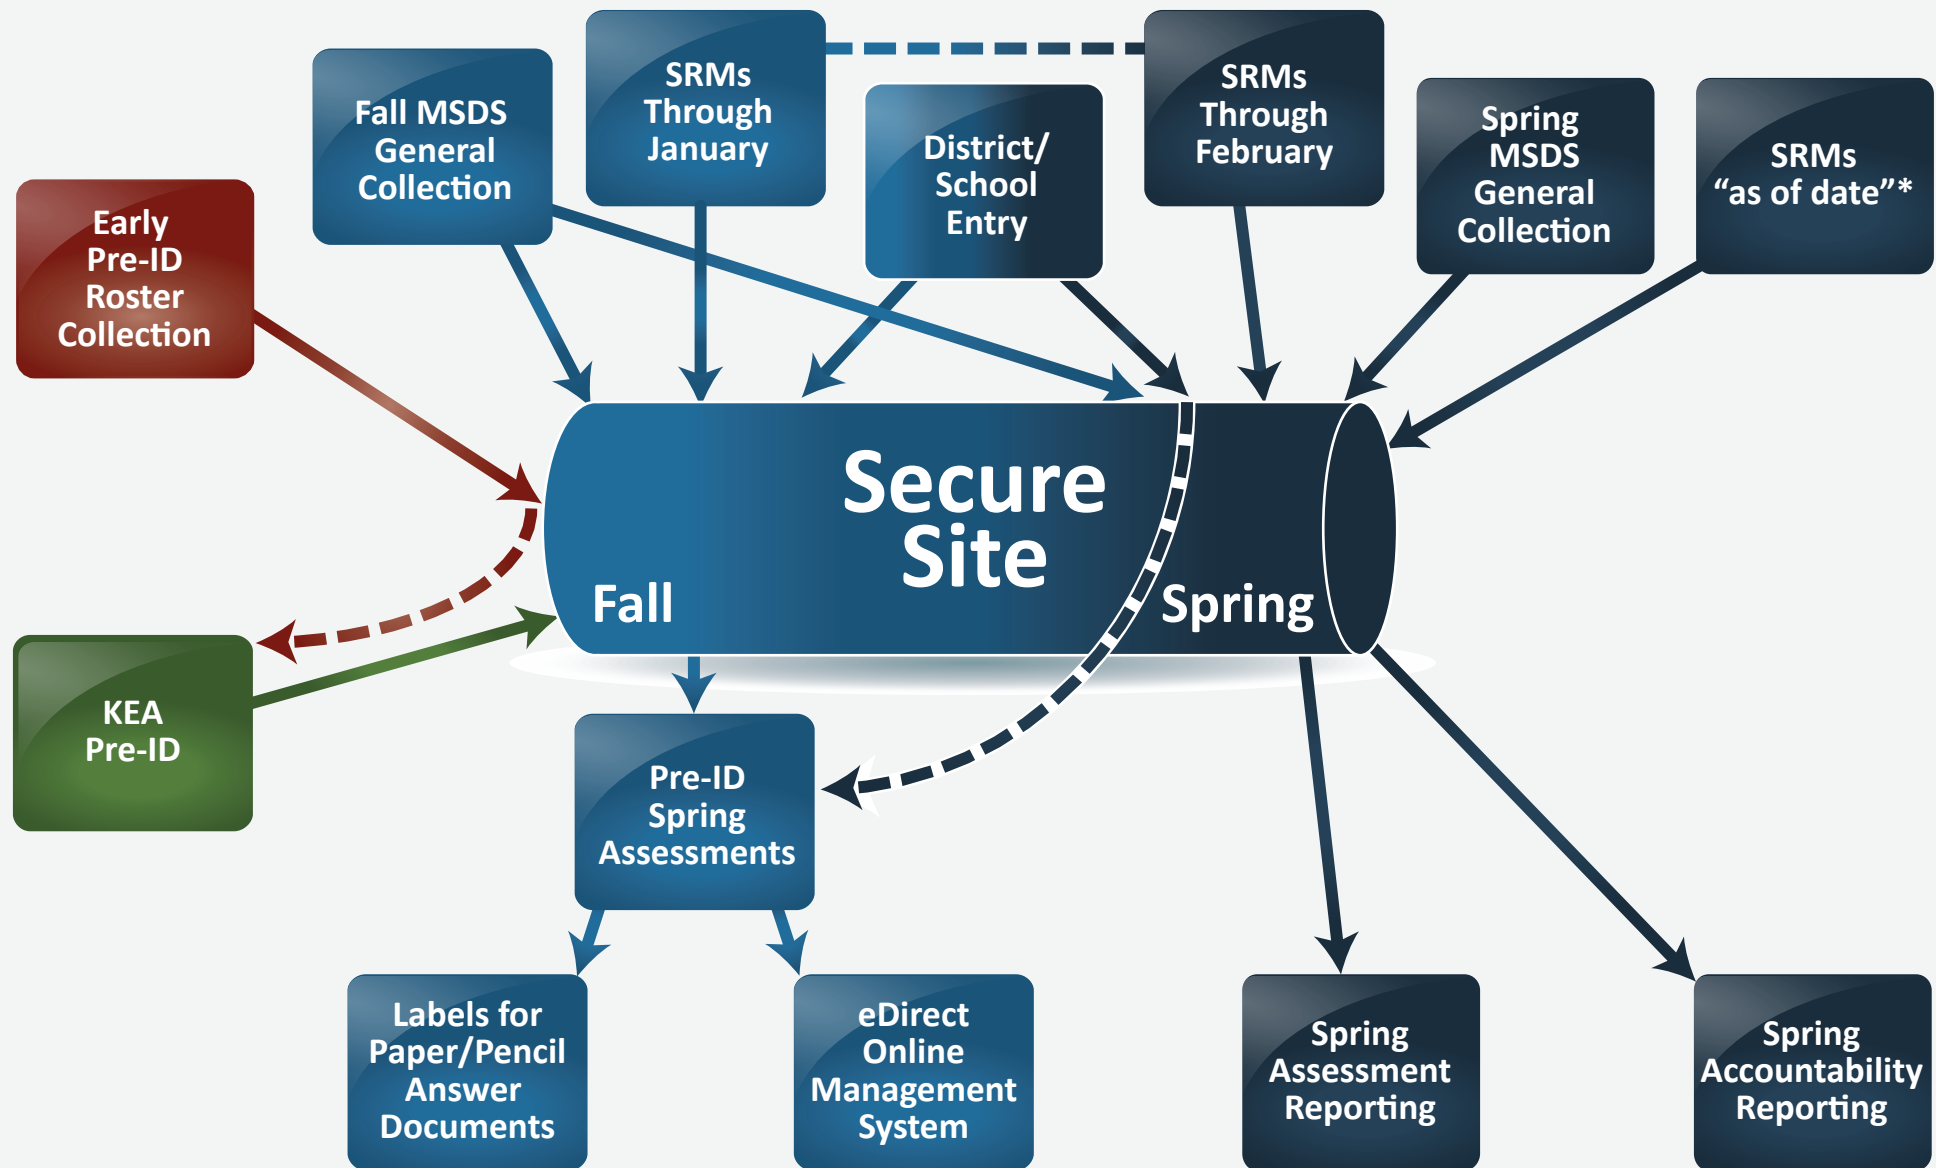 Fall MSDS
General
Collection
SRMs
Through
January
District/
School
Entry
SRMs
Through
February
Spring
MSDS
General
Collection
SRMs
“as of date”*
Early
Pre-ID
Roster
Collection
Secure
Site
Fall
Spring
KEA
Pre-ID
Pre-ID
Spring
Assessments
Labels for
Paper/Pencil
Answer
Documents
eDirect
Online
Management
System
Spring
Assessment
Reporting
Spring
Accountability
Reporting